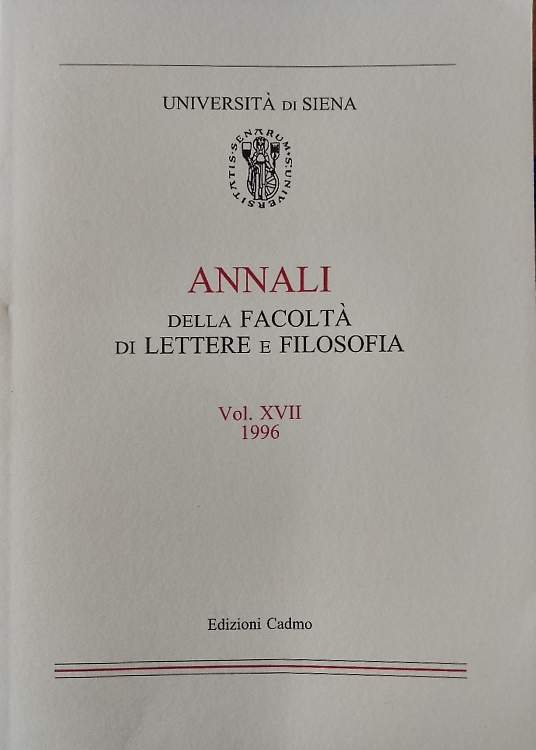 UNIVERSITÀ DI SIENA
S·UNIVERSITATIS·SENARUM·
ANNALI
DELLA FACOLTÀ
DI LETTERE E FILOSOFIA
Vol. XVII
1996
Edizioni Cadmo